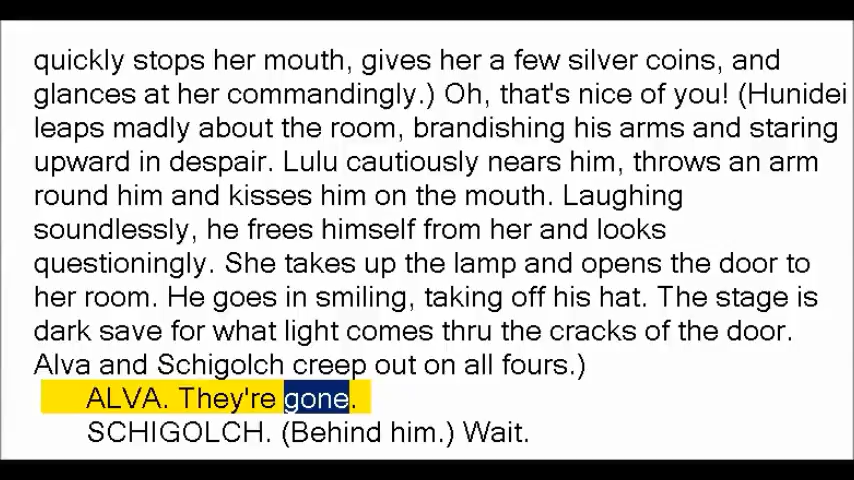 quickly stops her mouth, gives her a few silver coins, and
glances at her commandingly.) Oh, that's nice of you! (Hunidei
leaps madly about the room, brandishing his arms and staring
upward in despair. Lulu cautiously nears him, throws an arm
round him and kisses him on the mouth. Laughing
soundlessly, he frees himself from her and looks
questioningly. She takes up the lamp and opens the door to
her room. He goes in smiling, taking off his hat. The stage is
dark save for what light comes thru the cracks of the door.
Alva and Schigolch creep out on all fours.)
ALVA. They're gone.
SCHIGOLCH. (Behind him.) Wait.